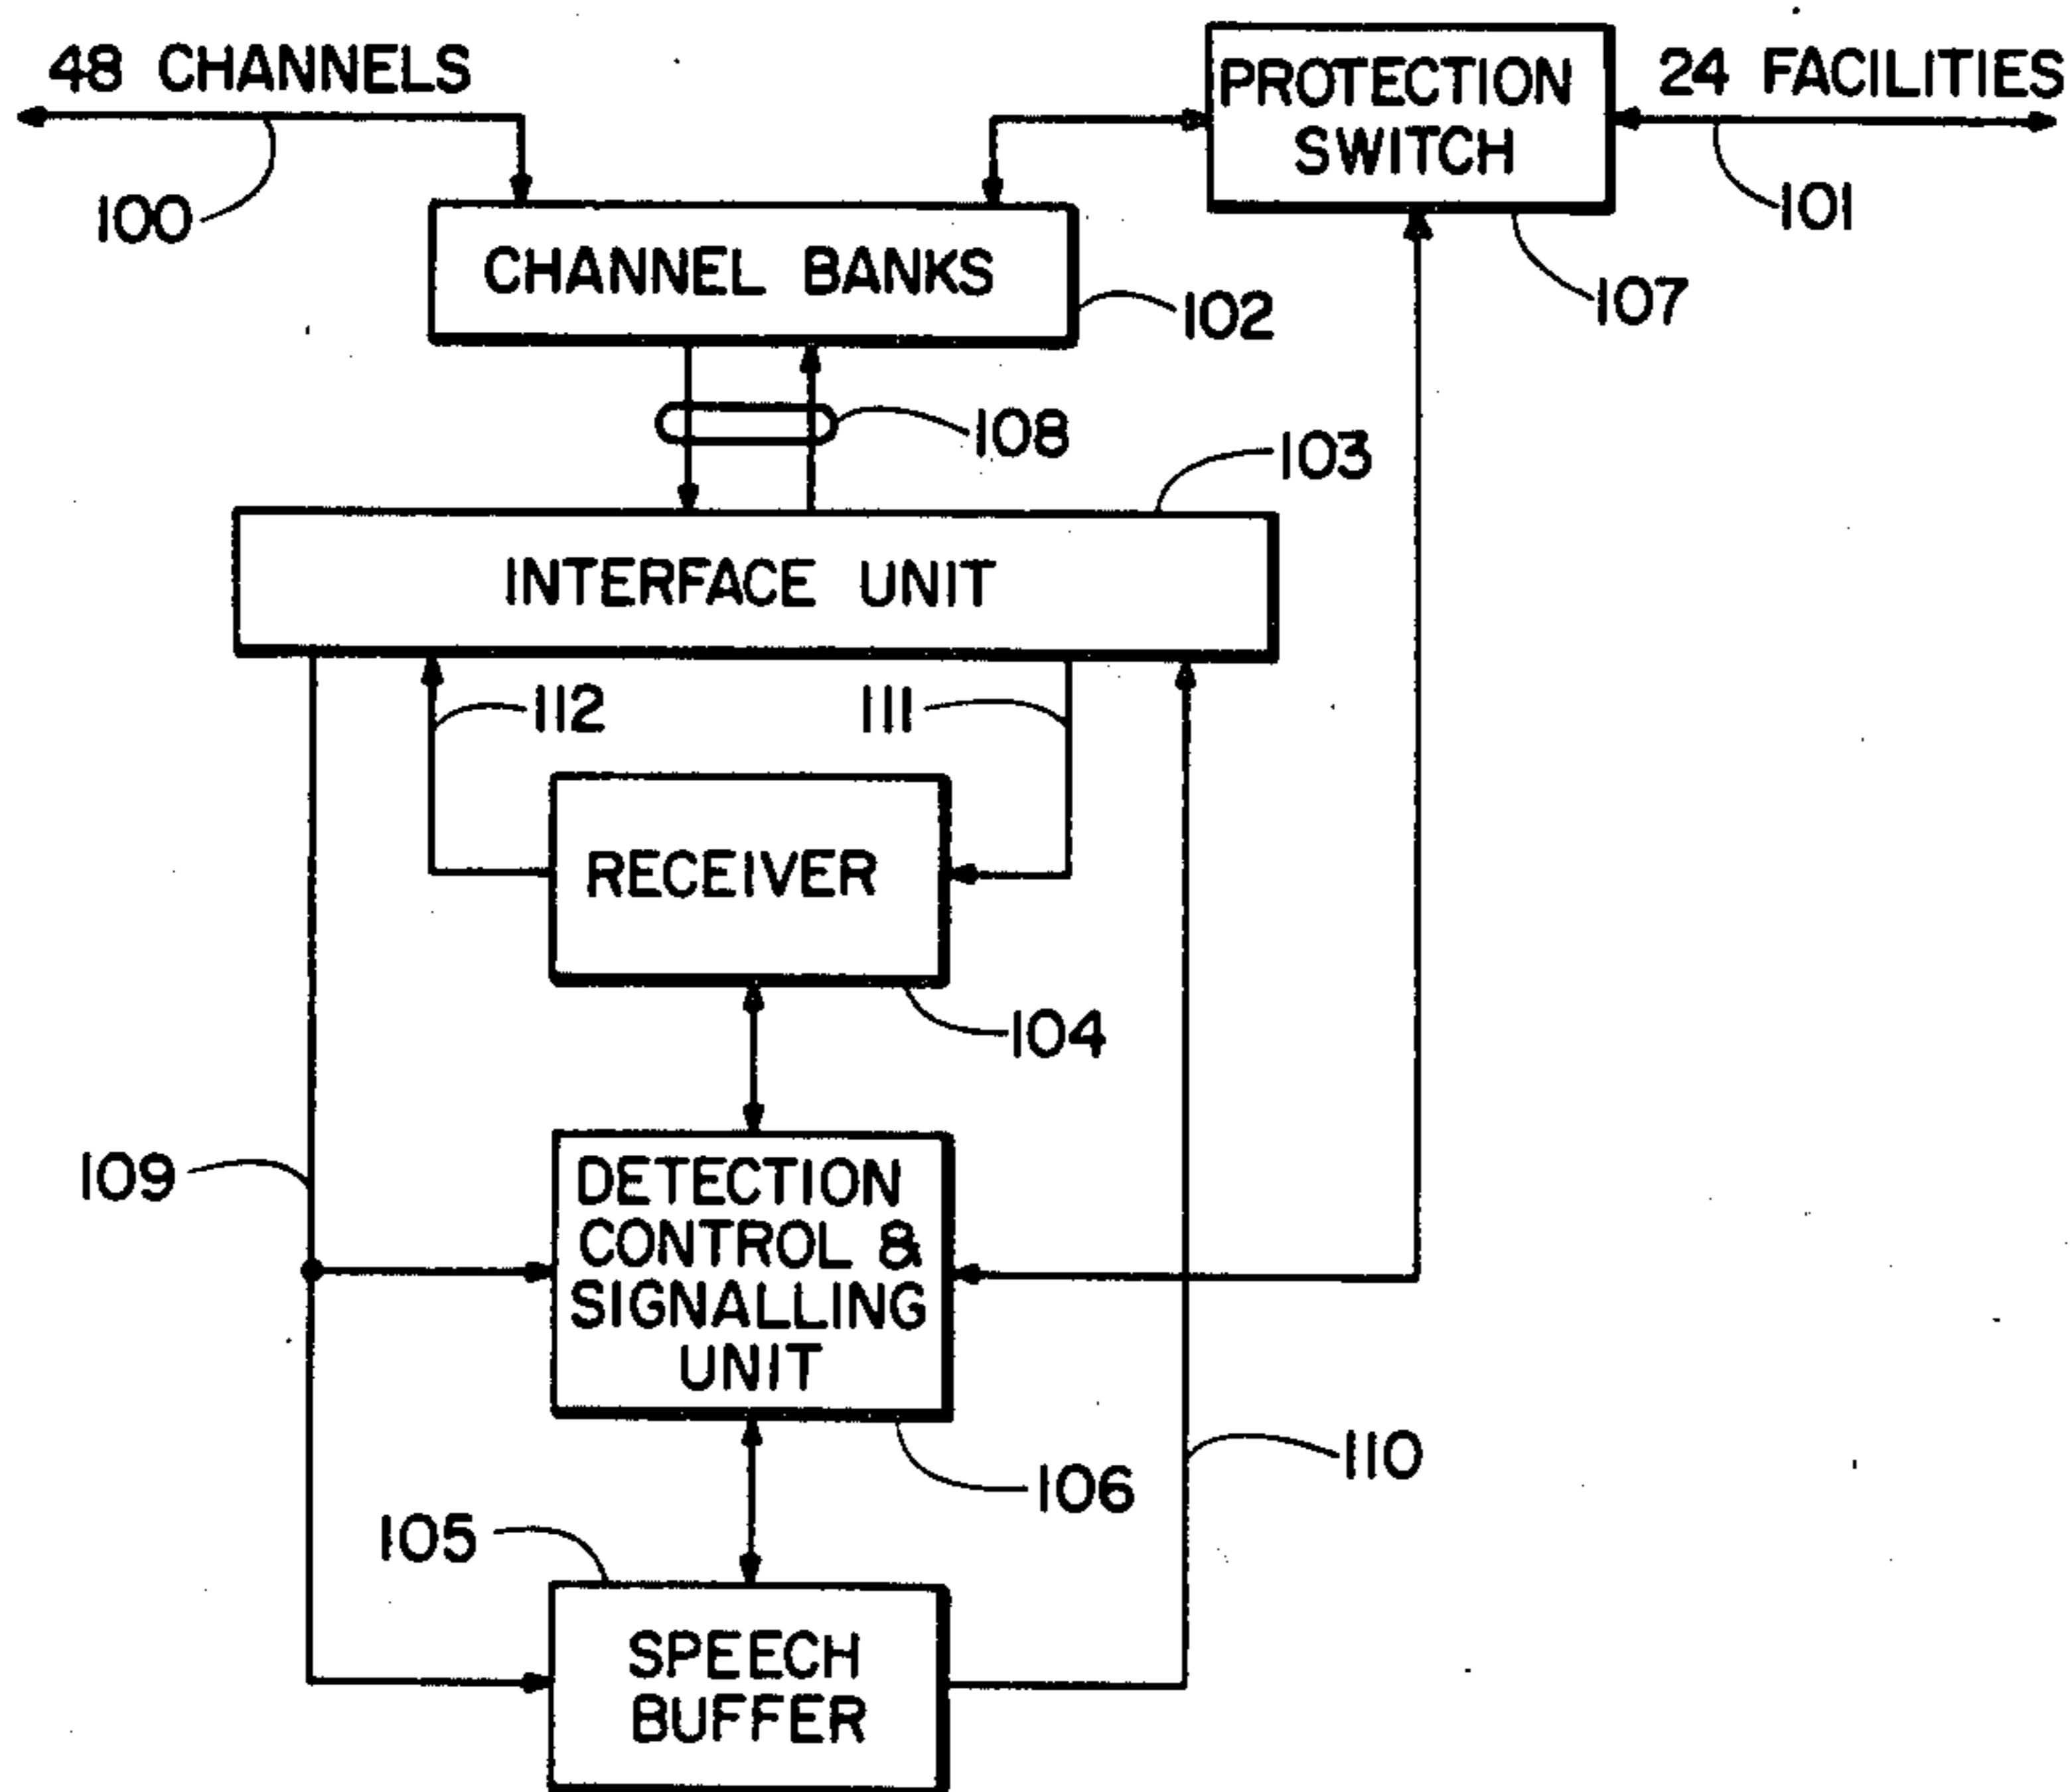 48 CHANNELS
PROTECTION
SWITCH
24 FACILITIES
100
101
CHANNEL BANKS
107
102
108
103
INTERFACE UNIT
112
111
RECEIVER
104
109
DETECTION
CONTROL &
SIGNALLING
UNIT
110
106
105
SPEECH
BUFFER